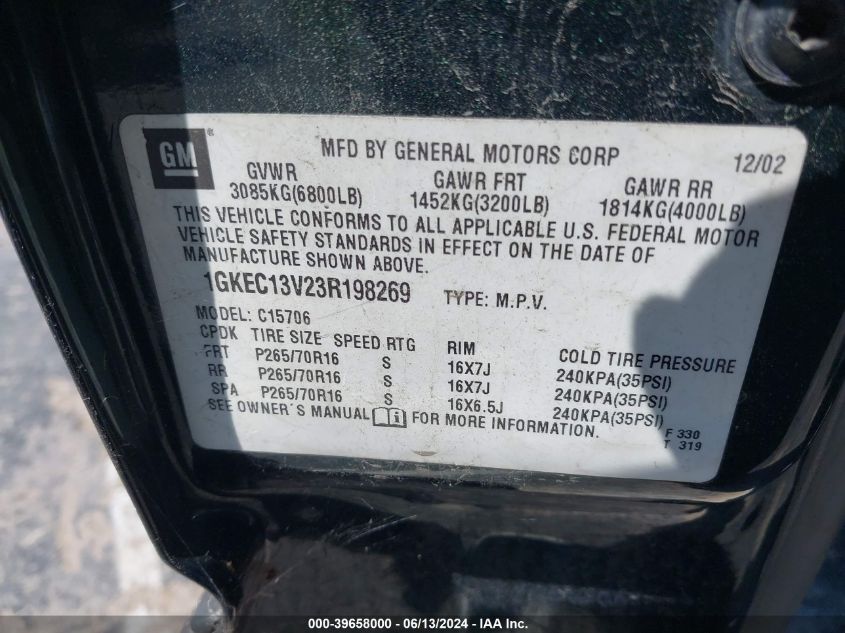 GM®
MFD BY GENERAL MOTORS CORP 12/02
GVWR GAWR FRT GAWR RR
3085KG(6800LB) 1452KG(3200LB) 1814KG(4000LB)
THIS VEHICLE CONFORMS TO ALL APPLICABLE U.S. FEDERAL MOTOR
VEHICLE SAFETY STANDARDS IN EFFECT ON THE DATE OF
MANUFACTURE SHOWN ABOVE.
1GKEC13V23R198269 TYPE: M.P.V.
MODEL: C15706
CPDK TIRE SIZE SPEED RTG RIM COLD TIRE PRESSURE
FRT P265/70R16 S 16X7J 240KPA(35PSI)
RR P265/70R16 S 16X7J 240KPA(35PSI)
SPA P265/70R16 S 16X6.5J 240KPA(35PSI)
SEE OWNER'S MANUAL i FOR MORE INFORMATION.
F 330
T 319
000-39658000 - 06/13/2024 - IAA Inc.